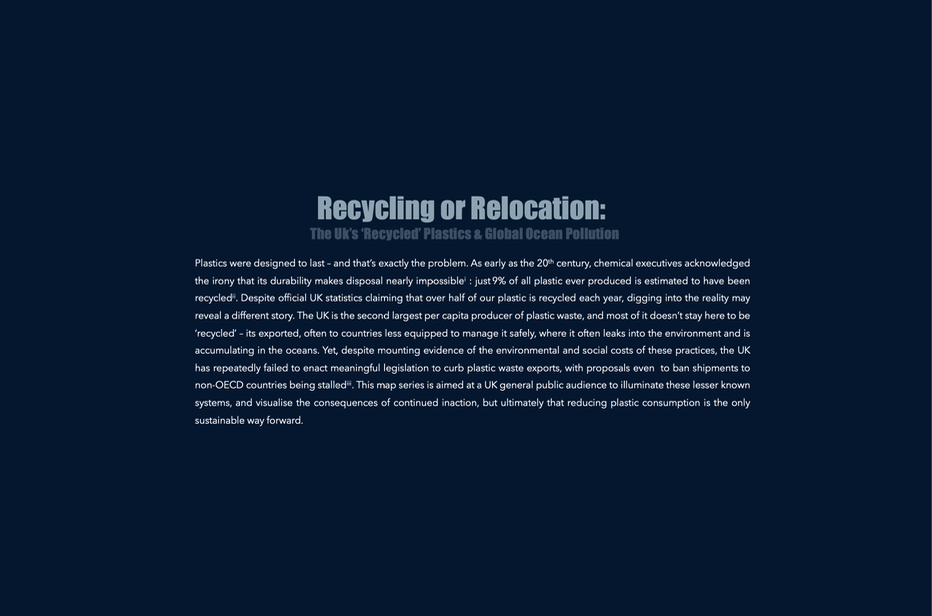 Recycling or Relocation:
The Uk's 'Recycled' Plastics & Global Ocean Pollution
Plastics were designed to last – and that's exactly the problem. As early as the 20th century, chemical executives acknowledged
the irony that its durability makes disposal nearly impossibleⁱ : just 9% of all plastic ever produced is estimated to have been
recycledⁱⁱ. Despite official UK statistics claiming that over half of our plastic is recycled each year, digging into the reality may
reveal a different story. The UK is the second largest per capita producer of plastic waste, and most of it doesn't stay here to be
'recycled' – its exported, often to countries less equipped to manage it safely, where it often leaks into the environment and is
accumulating in the oceans. Yet, despite mounting evidence of the environmental and social costs of these practices, the UK
has repeatedly failed to enact meaningful legislation to curb plastic waste exports, with proposals even  to ban shipments to
non-OECD countries being stalledⁱⁱⁱ. This map series is aimed at a UK general public audience to illuminate these lesser known
systems, and visualise the consequences of continued inaction, but ultimately that reducing plastic consumption is the only
sustainable way forward.